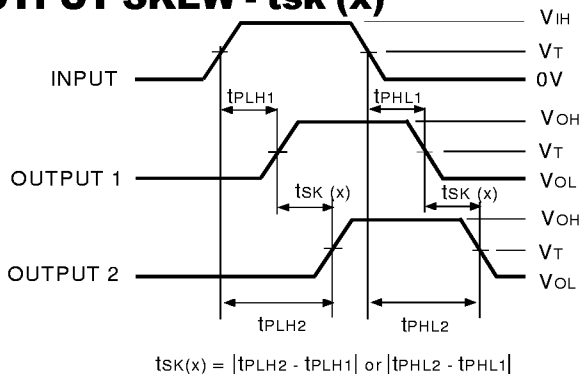 OUTPUT SKEW - tsk (x)
VIH
VT
INPUT
0V
tPLH1
tPHL1
VOH
VT
OUTPUT 1
VOL
tSK (x)
tSK (x)
VOH
VT
OUTPUT 2
VOL
tPLH2
tPHL2
tSK(x) = |tPLH2 - tPLH1| or |tPHL2 - tPHL1|